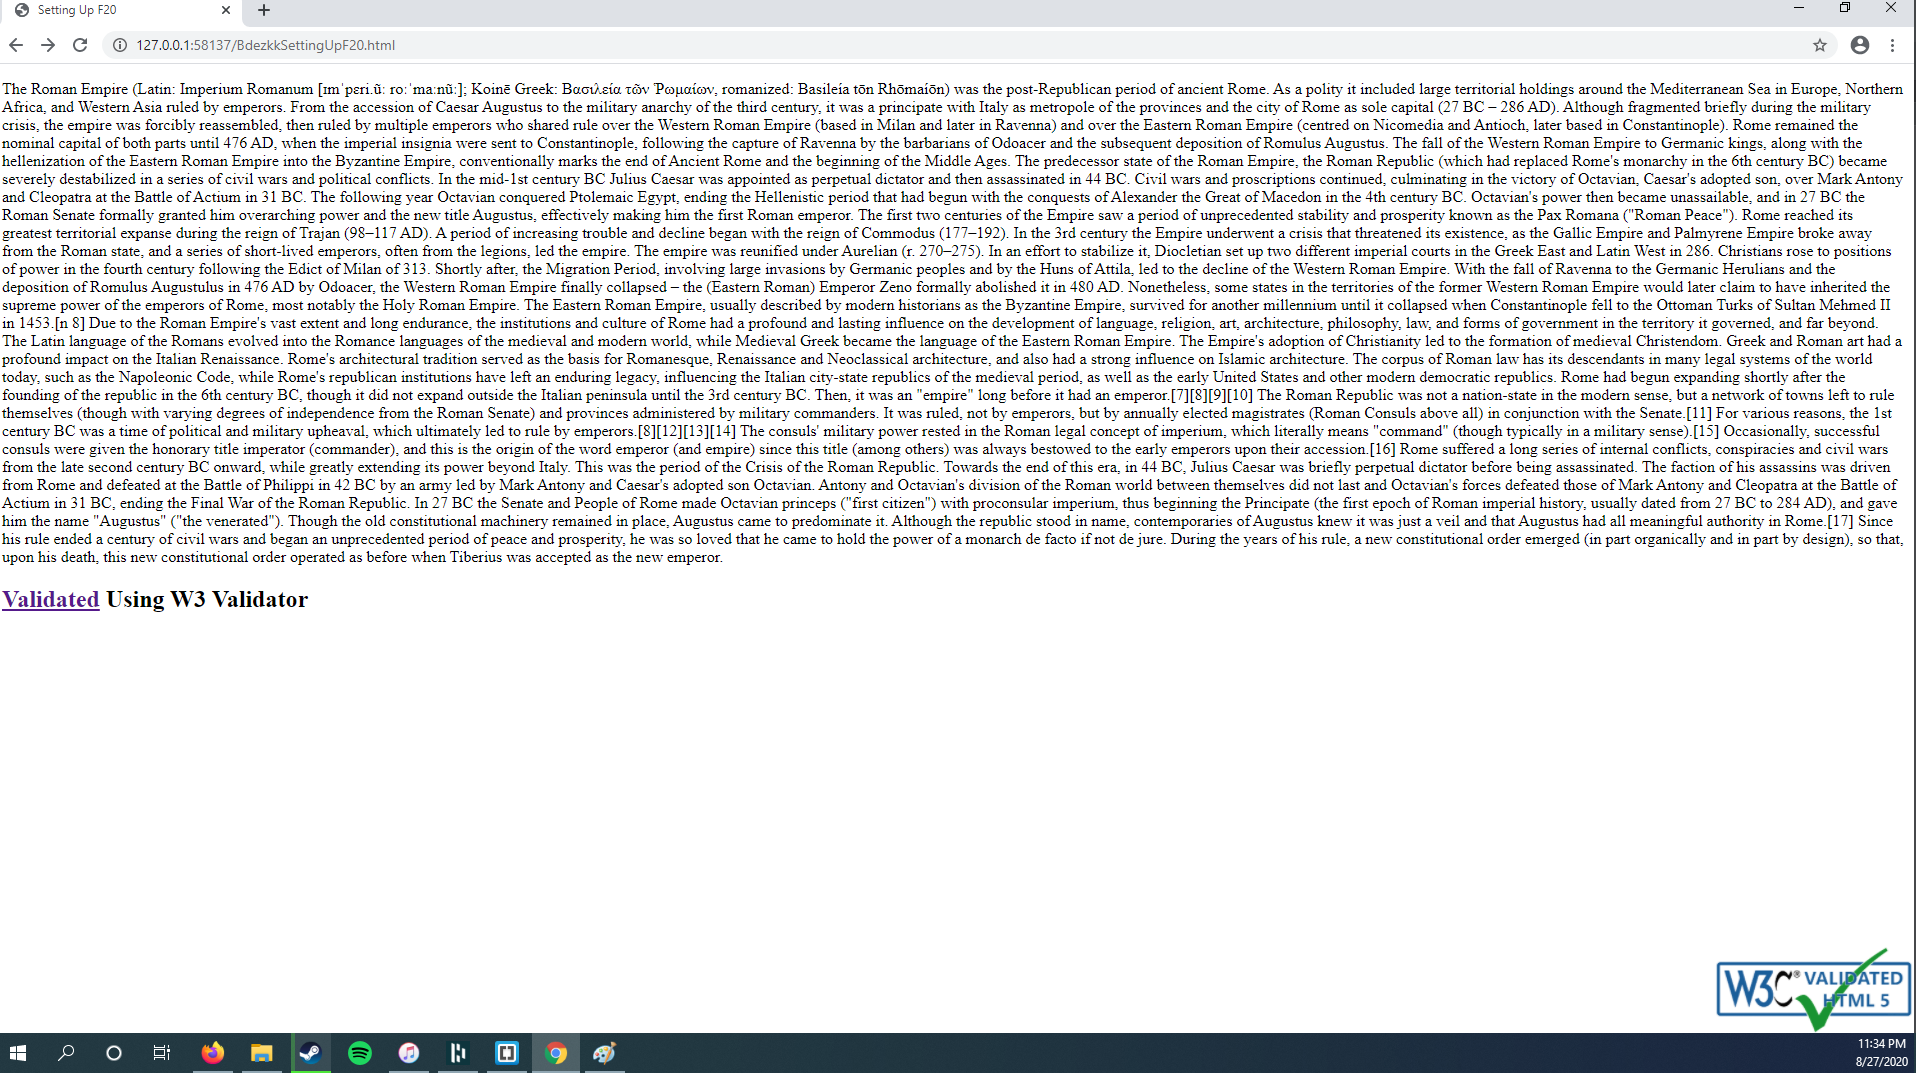 Setting Up F20
127.0.0.1:58137/BdezkkSettingUpF20.html
The Roman Empire (Latin: Imperium Romanum [ɪmˈpɛri.ũː roːˈmaːnũː]; Koinē Greek: Βασιλεία τῶν Ῥωμαίων, romanized: Basileía tōn Rhōmaíōn) was the post-Republican period of ancient Rome. As a polity it included large territorial holdings around the Mediterranean Sea in Europe, Northern
Africa, and Western Asia ruled by emperors. From the accession of Caesar Augustus to the military anarchy of the third century, it was a principate with Italy as metropole of the provinces and the city of Rome as sole capital (27 BC – 286 AD). Although fragmented briefly during the military
crisis, the empire was forcibly reassembled, then ruled by multiple emperors who shared rule over the Western Roman Empire (based in Milan and later in Ravenna) and over the Eastern Roman Empire (centred on Nicomedia and Antioch, later based in Constantinople). Rome remained the
nominal capital of both parts until 476 AD, when the imperial insignia were sent to Constantinople, following the capture of Ravenna by the barbarians of Odoacer and the subsequent deposition of Romulus Augustus. The fall of the Western Roman Empire to Germanic kings, along with the
hellenization of the Eastern Roman Empire into the Byzantine Empire, conventionally marks the end of Ancient Rome and the beginning of the Middle Ages. The predecessor state of the Roman Empire, the Roman Republic (which had replaced Rome's monarchy in the 6th century BC) became
severely destabilized in a series of civil wars and political conflicts. In the mid-1st century BC Julius Caesar was appointed as perpetual dictator and then assassinated in 44 BC. Civil wars and proscriptions continued, culminating in the victory of Octavian, Caesar's adopted son, over Mark Antony
and Cleopatra at the Battle of Actium in 31 BC. The following year Octavian conquered Ptolemaic Egypt, ending the Hellenistic period that had begun with the conquests of Alexander the Great of Macedon in the 4th century BC. Octavian's power then became unassailable, and in 27 BC the
Roman Senate formally granted him overarching power and the new title Augustus, effectively making him the first Roman emperor. The first two centuries of the Empire saw a period of unprecedented stability and prosperity known as the Pax Romana ("Roman Peace"). Rome reached its
greatest territorial expanse during the reign of Trajan (98–117 AD). A period of increasing trouble and decline began with the reign of Commodus (177–192). In the 3rd century the Empire underwent a crisis that threatened its existence, as the Gallic Empire and Palmyrene Empire broke away
from the Roman state, and a series of short-lived emperors, often from the legions, led the empire. The empire was reunified under Aurelian (r. 270–275). In an effort to stabilize it, Diocletian set up two different imperial courts in the Greek East and Latin West in 286. Christians rose to positions
of power in the fourth century following the Edict of Milan of 313. Shortly after, the Migration Period, involving large invasions by Germanic peoples and by the Huns of Attila, led to the decline of the Western Roman Empire. With the fall of Ravenna to the Germanic Herulians and the
deposition of Romulus Augustulus in 476 AD by Odoacer, the Western Roman Empire finally collapsed – the (Eastern Roman) Emperor Zeno formally abolished it in 480 AD. Nonetheless, some states in the territories of the former Western Roman Empire would later claim to have inherited the
supreme power of the emperors of Rome, most notably the Holy Roman Empire. The Eastern Roman Empire, usually described by modern historians as the Byzantine Empire, survived for another millennium until it collapsed when Constantinople fell to the Ottoman Turks of Sultan Mehmed II
in 1453.[n 8] Due to the Roman Empire's vast extent and long endurance, the institutions and culture of Rome had a profound and lasting influence on the development of language, religion, art, architecture, philosophy, law, and forms of government in the territory it governed, and far beyond.
The Latin language of the Romans evolved into the Romance languages of the medieval and modern world, while Medieval Greek became the language of the Eastern Roman Empire. The Empire's adoption of Christianity led to the formation of medieval Christendom. Greek and Roman art had a
profound impact on the Italian Renaissance. Rome's architectural tradition served as the basis for Romanesque, Renaissance and Neoclassical architecture, and also had a strong influence on Islamic architecture. The corpus of Roman law has its descendants in many legal systems of the world
today, such as the Napoleonic Code, while Rome's republican institutions have left an enduring legacy, influencing the Italian city-state republics of the medieval period, as well as the early United States and other modern democratic republics. Rome had begun expanding shortly after the
founding of the republic in the 6th century BC, though it did not expand outside the Italian peninsula until the 3rd century BC. Then, it was an "empire" long before it had an emperor.[7][8][9][10] The Roman Republic was not a nation-state in the modern sense, but a network of towns left to rule
themselves (though with varying degrees of independence from the Roman Senate) and provinces administered by military commanders. It was ruled, not by emperors, but by annually elected magistrates (Roman Consuls above all) in conjunction with the Senate.[11] For various reasons, the 1st
century BC was a time of political and military upheaval, which ultimately led to rule by emperors.[8][12][13][14] The consuls' military power rested in the Roman legal concept of imperium, which literally means "command" (though typically in a military sense).[15] Occasionally, successful
consuls were given the honorary title imperator (commander), and this is the origin of the word emperor (and empire) since this title (among others) was always bestowed to the early emperors upon their accession.[16] Rome suffered a long series of internal conflicts, conspiracies and civil wars
from the late second century BC onward, while greatly extending its power beyond Italy. This was the period of the Crisis of the Roman Republic. Towards the end of this era, in 44 BC, Julius Caesar was briefly perpetual dictator before being assassinated. The faction of his assassins was driven
from Rome and defeated at the Battle of Philippi in 42 BC by an army led by Mark Antony and Caesar's adopted son Octavian. Antony and Octavian's division of the Roman world between themselves did not last and Octavian's forces defeated those of Mark Antony and Cleopatra at the Battle of
Actium in 31 BC, ending the Final War of the Roman Republic. In 27 BC the Senate and People of Rome made Octavian princeps ("first citizen") with proconsular imperium, thus beginning the Principate (the first epoch of Roman imperial history, usually dated from 27 BC to 284 AD), and gave
him the name "Augustus" ("the venerated"). Though the old constitutional machinery remained in place, Augustus came to predominate it. Although the republic stood in name, contemporaries of Augustus knew it was just a veil and that Augustus had all meaningful authority in Rome.[17] Since
his rule ended a century of civil wars and began an unprecedented period of peace and prosperity, he was so loved that he came to hold the power of a monarch de facto if not de jure. During the years of his rule, a new constitutional order emerged (in part organically and in part by design), so that,
upon his death, this new constitutional order operated as before when Tiberius was accepted as the new emperor.
Validated Using W3 Validator
W3C® VALIDATED
HTML 5
11:34 PM
8/27/2020